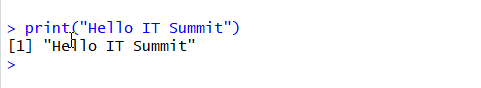 > print("Hello IT Summit")
[1] "Hello IT Summit"
>